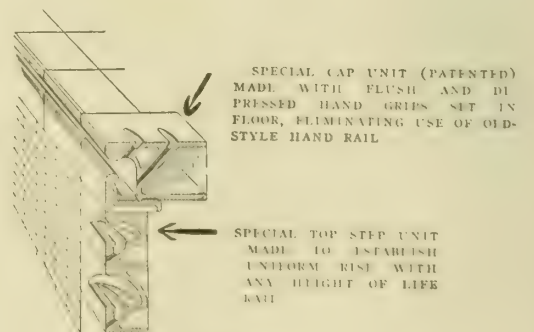 SPECIAL CAP UNIT (PATENTED)
MADE WITH FLUSH AND DE
PRESSED HAND GRIPS SET IN
FLOOR, ELIMINATING USE OF OLD-
STYLE HAND RAIL
SPECIAL TOP STEP UNIT
MADE TO ESTABLISH
UNIFORM RISE WITH
ANY HEIGHT OF LIFE
RAIL